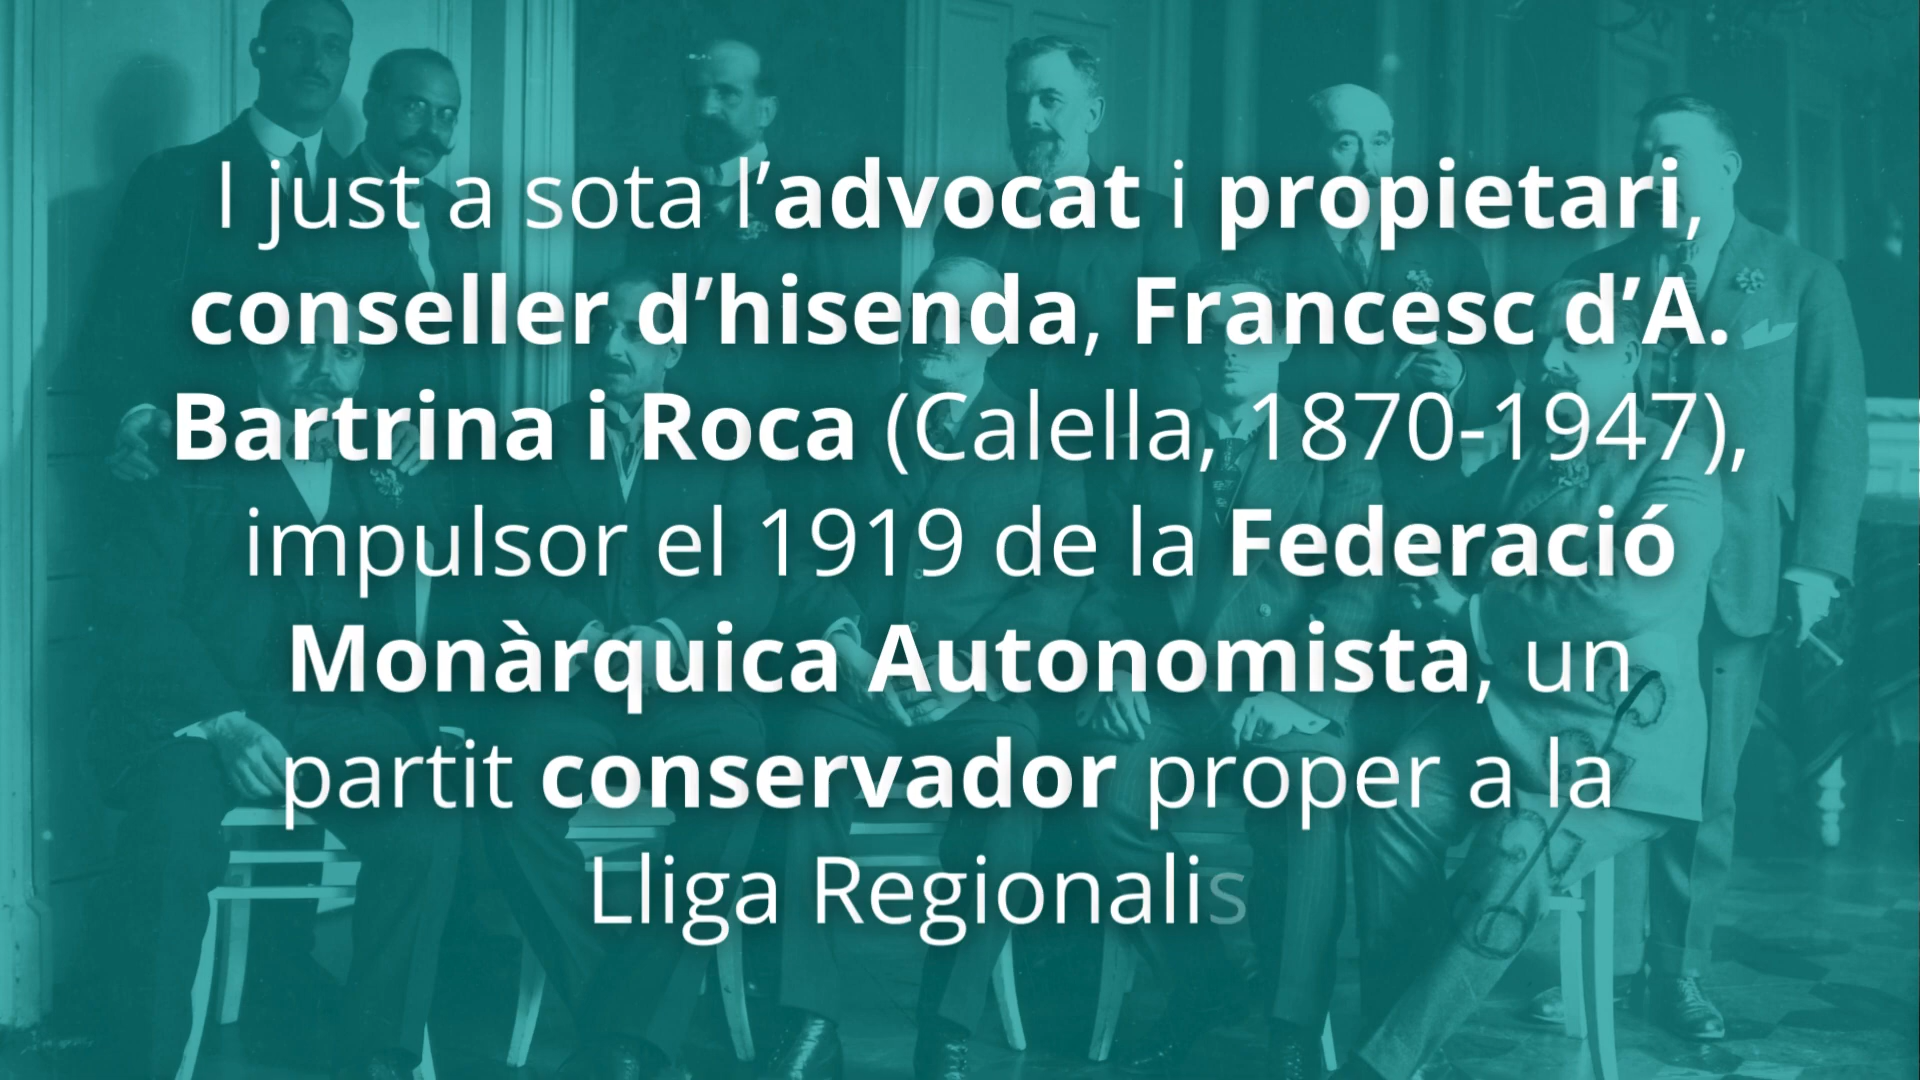 I just a sota l’advocat i propietari,
conseller d’hisenda, Francesc d’A.
Bartrina i Roca (Calella, 1870-1947),
impulsor el 1919 de la Federació
Monàrquica Autonomista, un
partit conservador proper a la
Lliga Regionalis